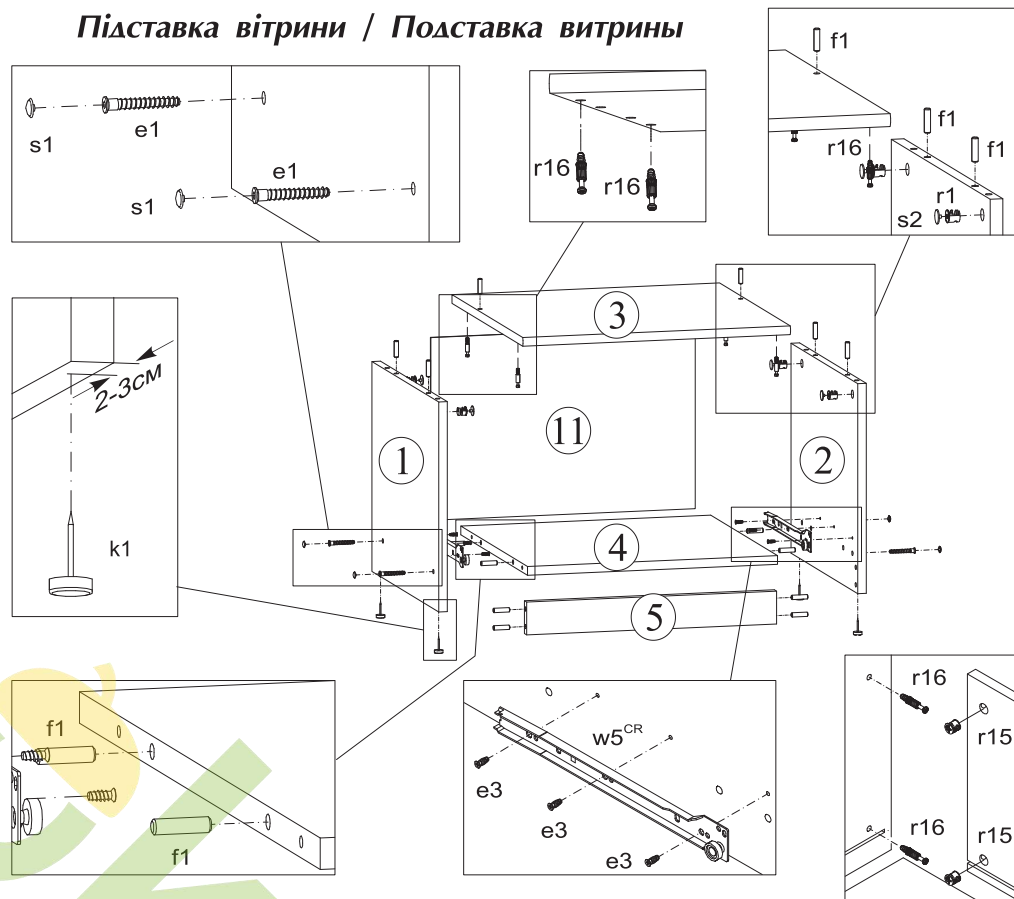 Підставка вітрини / Подставка витрины
s1
e1
s1
e1
r16
r16
f1
f1
f1
r16
r1
s2
2-3см
k1
3
11
1
2
4
5
f1
f1
w5CR
e3
e3
e3
r16
r15
r16
r15